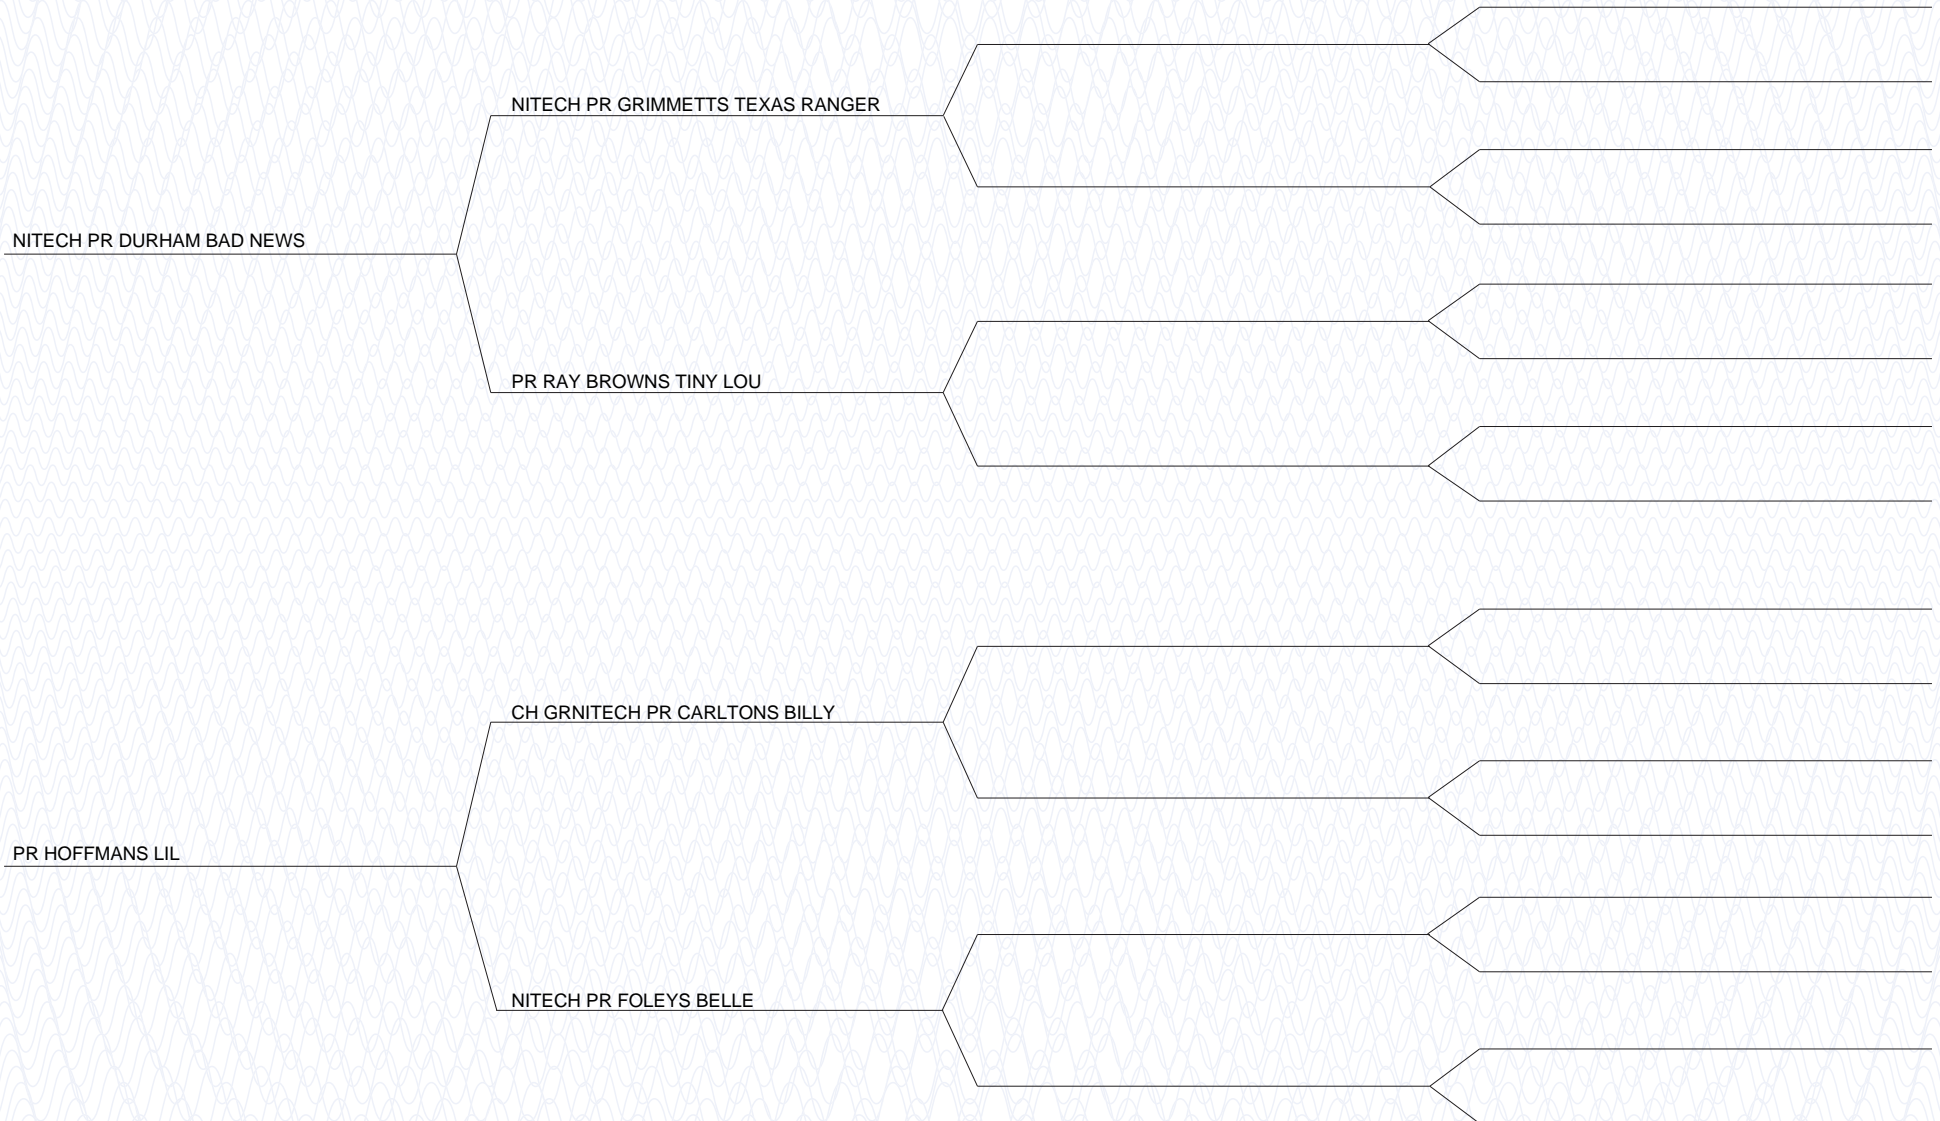 NITECH PR GRIMMETTS TEXAS RANGER
NITECH PR DURHAM BAD NEWS
PR RAY BROWNS TINY LOU
CH GRNITECH PR CARLTONS BILLY
PR HOFFMANS LIL
NITECH PR FOLEYS BELLE